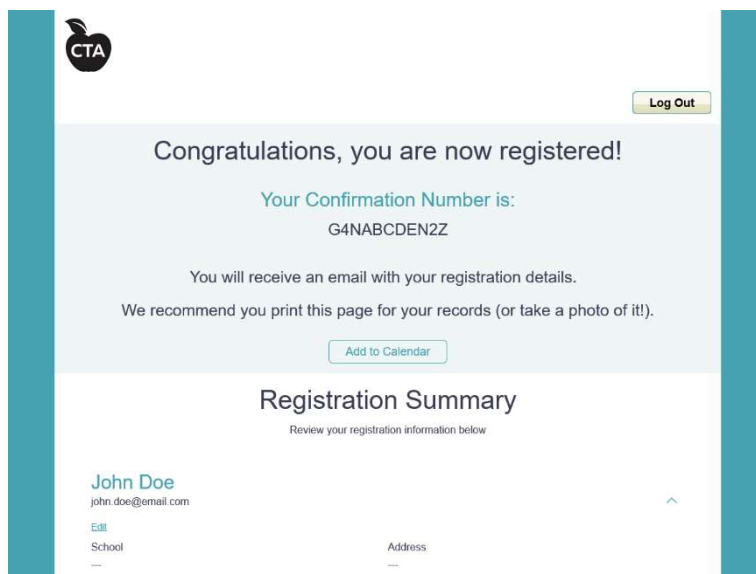 CTA
Log Out
Congratulations, you are now registered!
Your Confirmation Number is:
G4NABCDEN2Z
You will receive an email with your registration details.
We recommend you print this page for your records (or take a photo of it!).
Add to Calendar
Registration Summary
Review your registration information below
John Doe
john.doe@email.com
Edit
School Address
--- ---